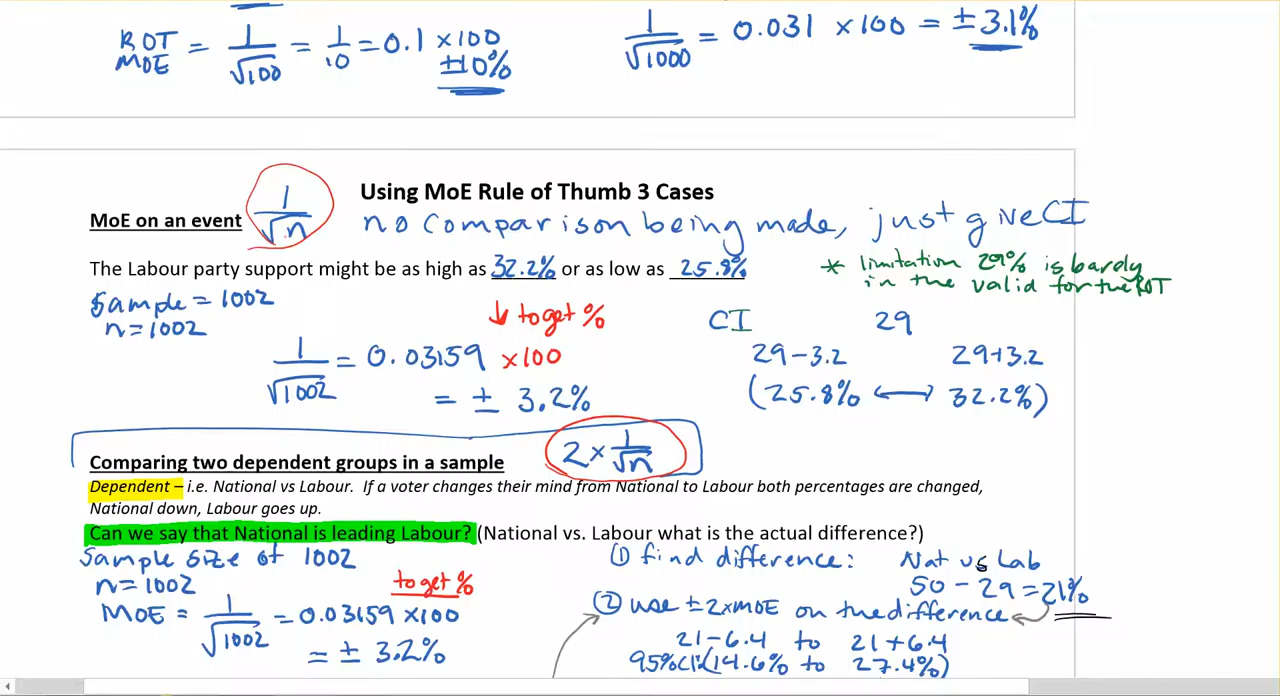 ROT MOE = 1/√100 = 1/10 = 0.1 ×100
±10%
1/√1000 = 0.031 ×100 = ±3.1%
Using MoE Rule of Thumb 3 Cases
MoE on an event 1/√n no comparison being made, just give CI
The Labour party support might be as high as 32.2% or as low as 25.8%
* limitation 29% is barely
in the valid for the ROT
Sample = 1002
n = 1002
↓ to get %
CI 29
1/√1002 = 0.03159 ×100
29-3.2 29+3.2
= ± 3.2%
(25.8% ⟷ 32.2%)
Comparing two dependent groups in a sample 2 × 1/√n
Dependent – i.e. National vs Labour. If a voter changes their mind from National to Labour both percentages are changed,
National down, Labour goes up.
Can we say that National is leading Labour? (National vs. Labour what is the actual difference?)
Sample size of 1002
n = 1002
to get %
MOE = 1/√1002 = 0.03159 ×100
= ± 3.2%
① find difference: Nat vs Lab
50 - 29 = 21%
② use ± 2×MOE on the difference
21-6.4 to 21+6.4
95% CI: (14.6% to 27.4%)